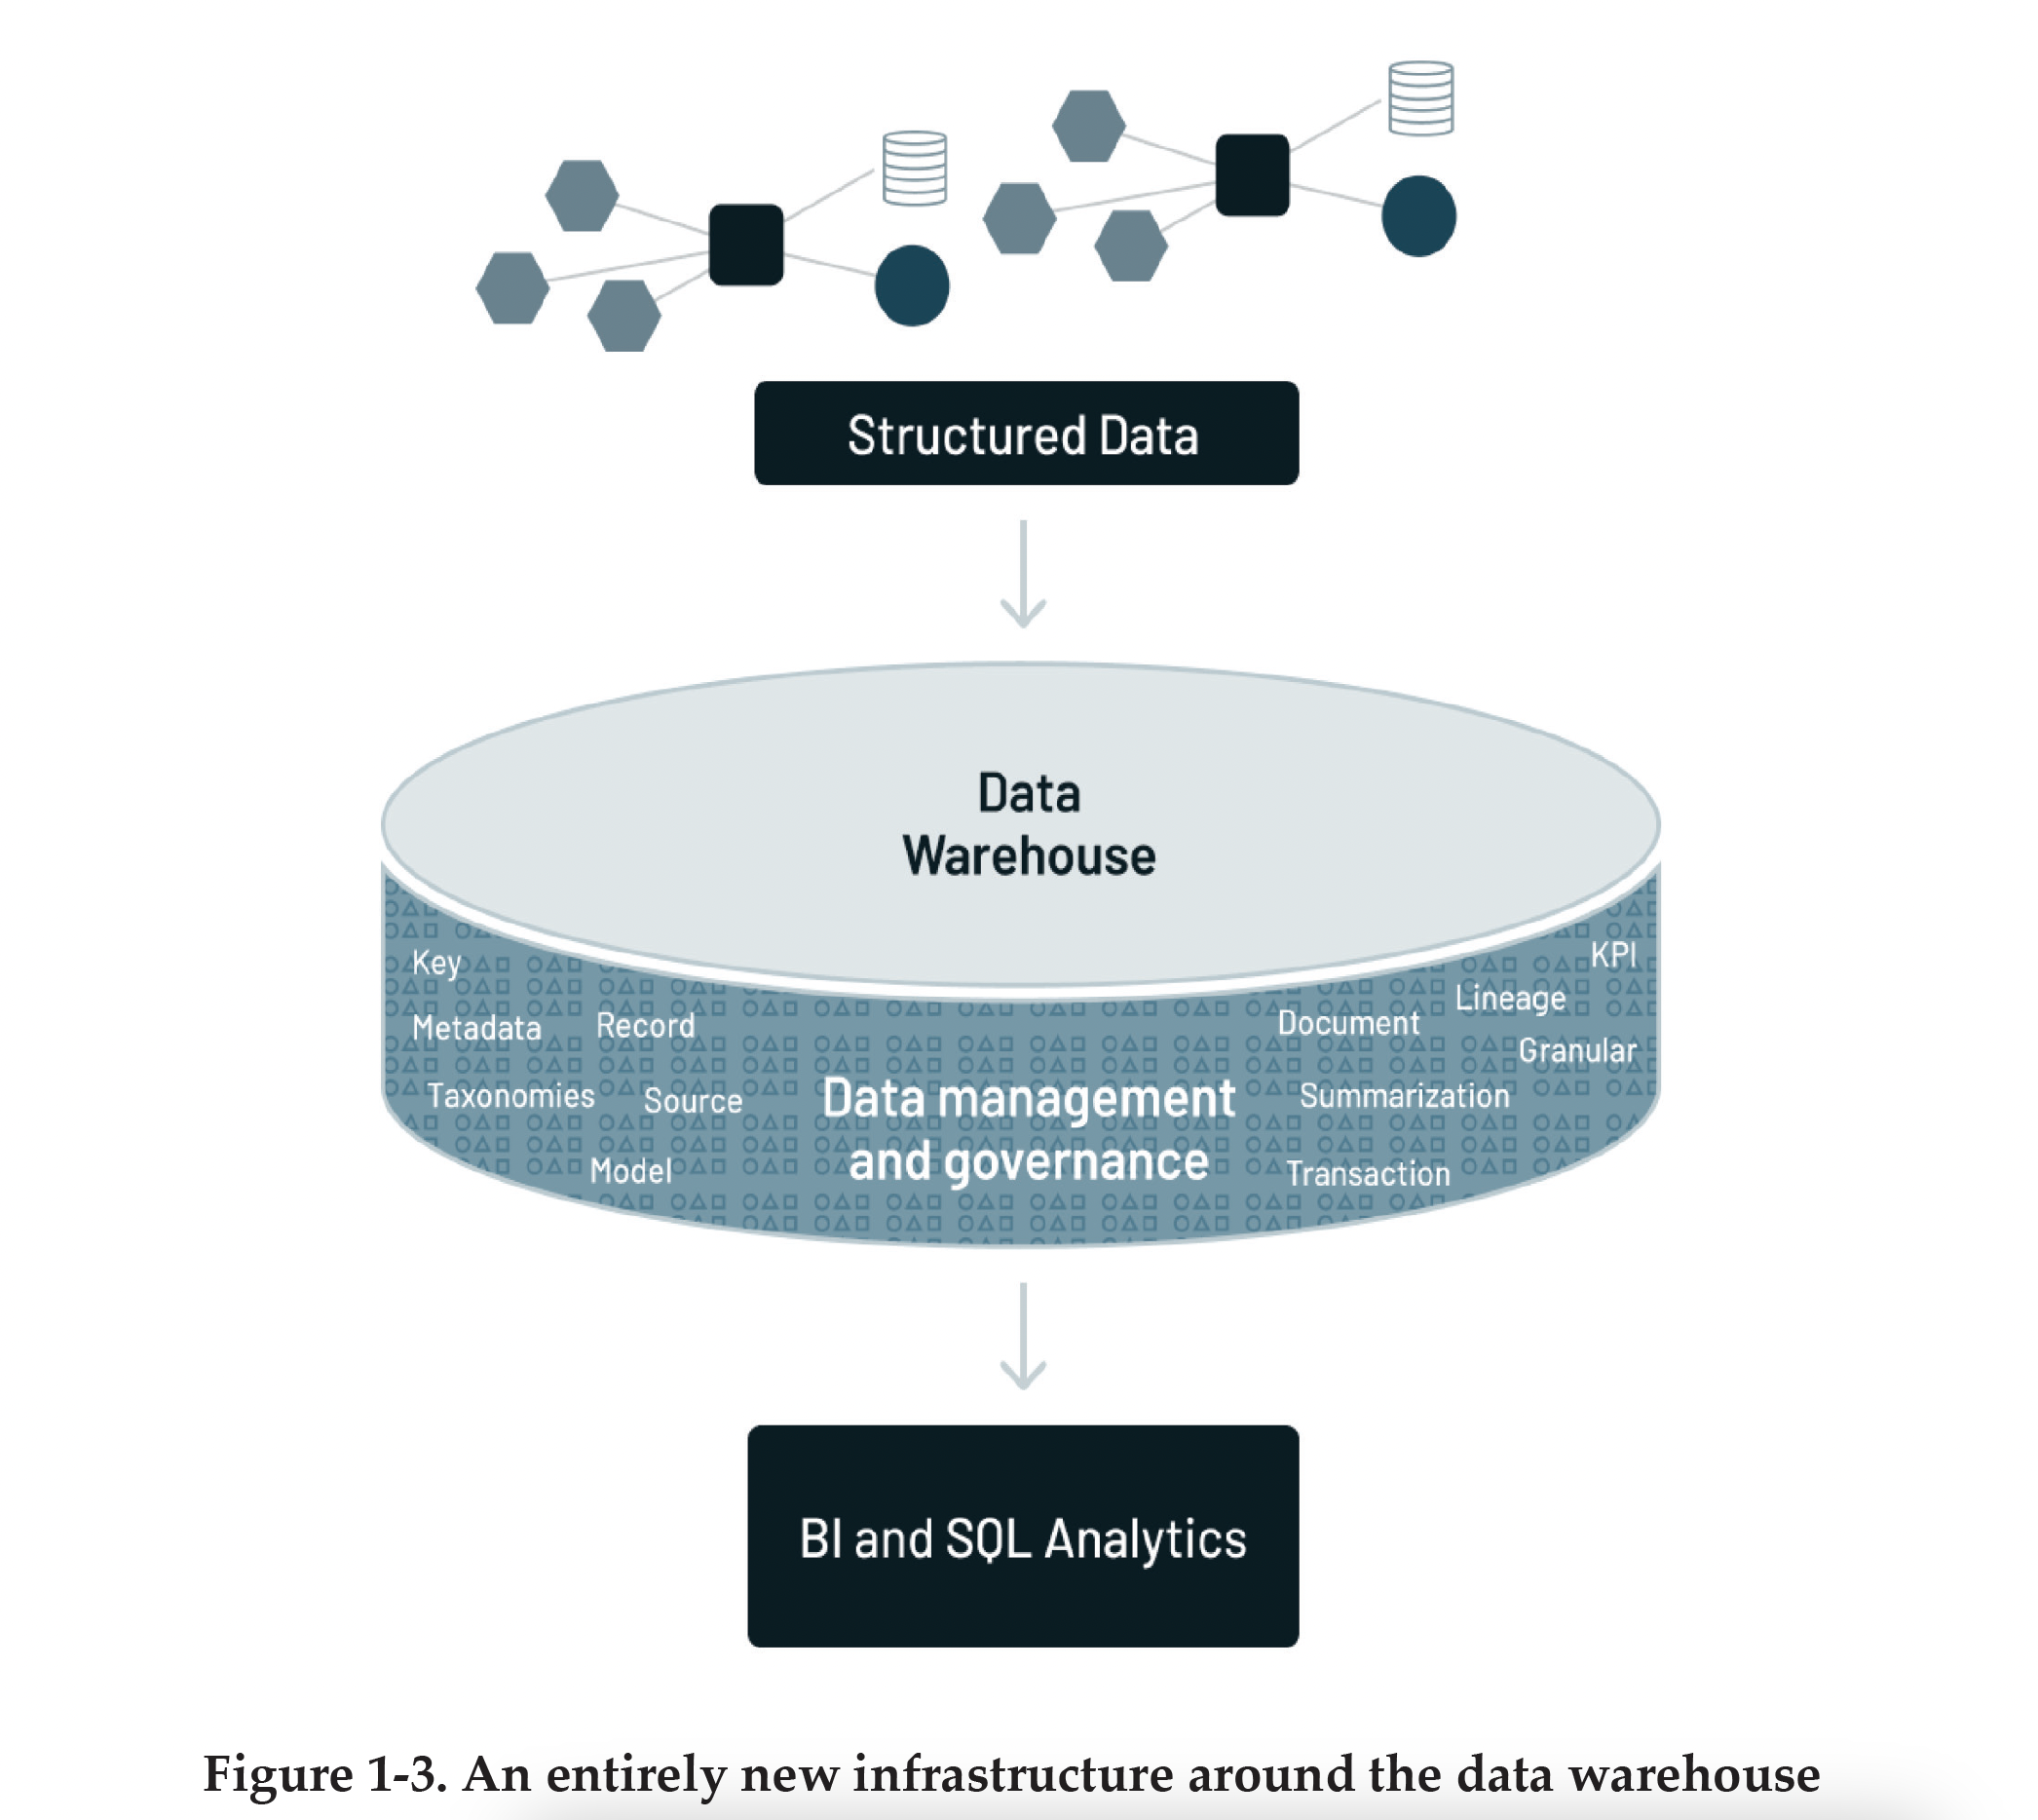 Structured Data
Data
Warehouse
Key
KPI
Lineage
Metadata
Record
Document
Granular
Taxonomies
Source
Data management
and governance
Summarization
Model
Transaction
BI and SQL Analytics
Figure 1-3. An entirely new infrastructure around the data warehouse